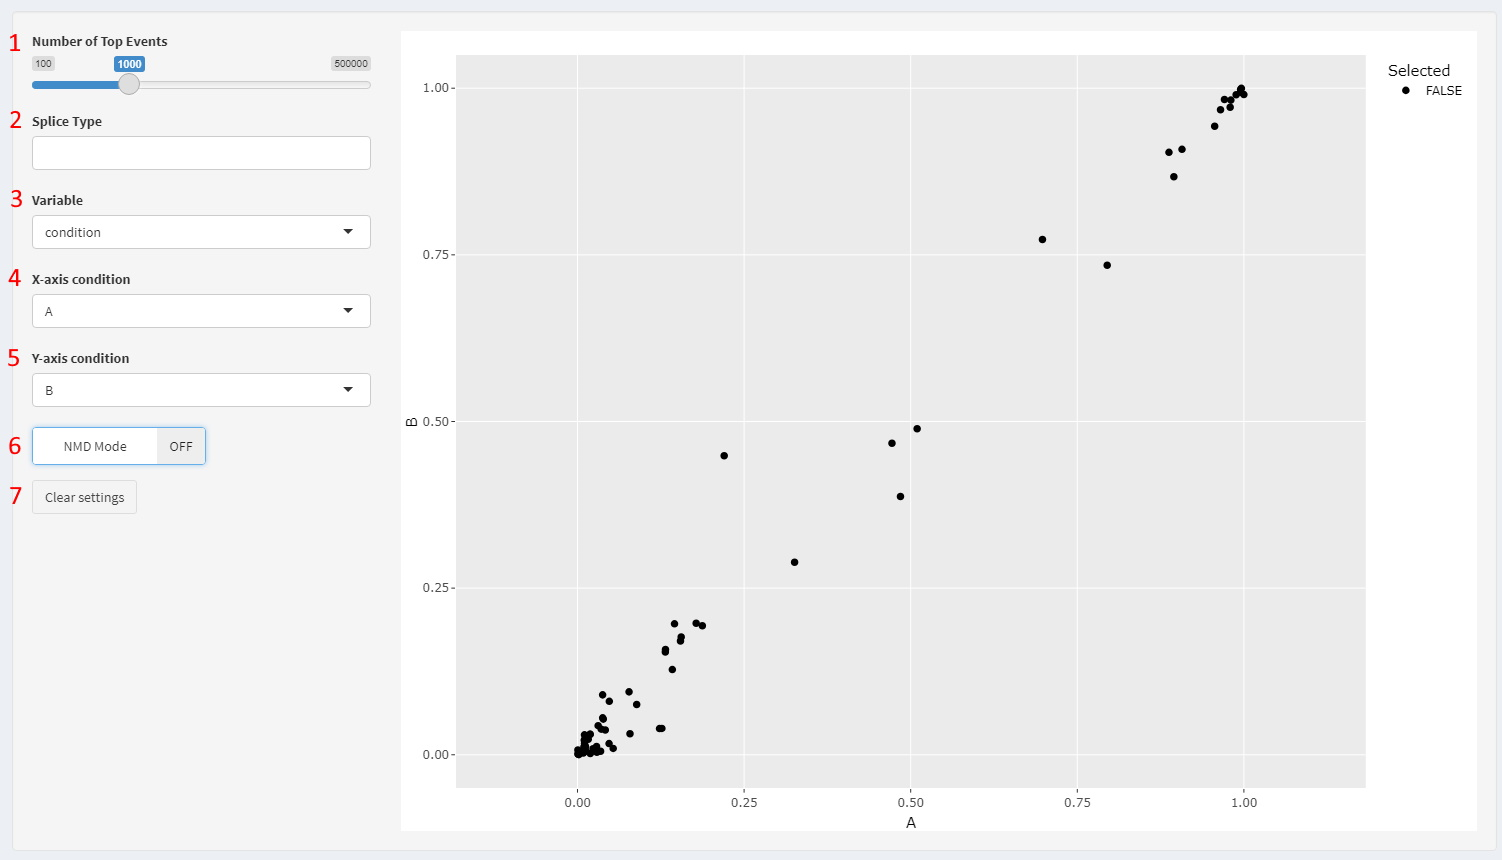 1 Number of Top Events
100 1000 500000
2 Splice Type
3 Variable
condition
4 X-axis condition
A
5 Y-axis condition
B
6 NMD Mode OFF
7 Clear settings
1.00
0.75
0.50
0.25
0.00
B
0.00 0.25 0.50 0.75 1.00
A
Selected
FALSE